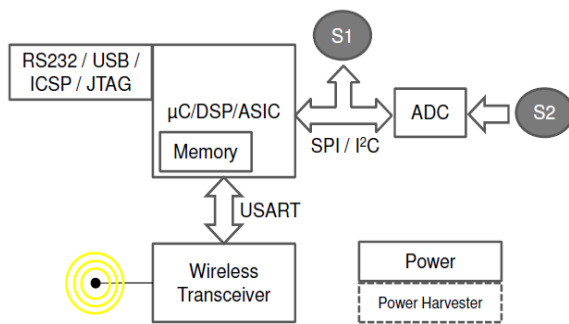 S1
RS232 / USB /
ICSP / JTAG
µC/DSP/ASIC
Memory
SPI / I²C
ADC
S2
USART
Wireless
Transceiver
Power
Power Harvester